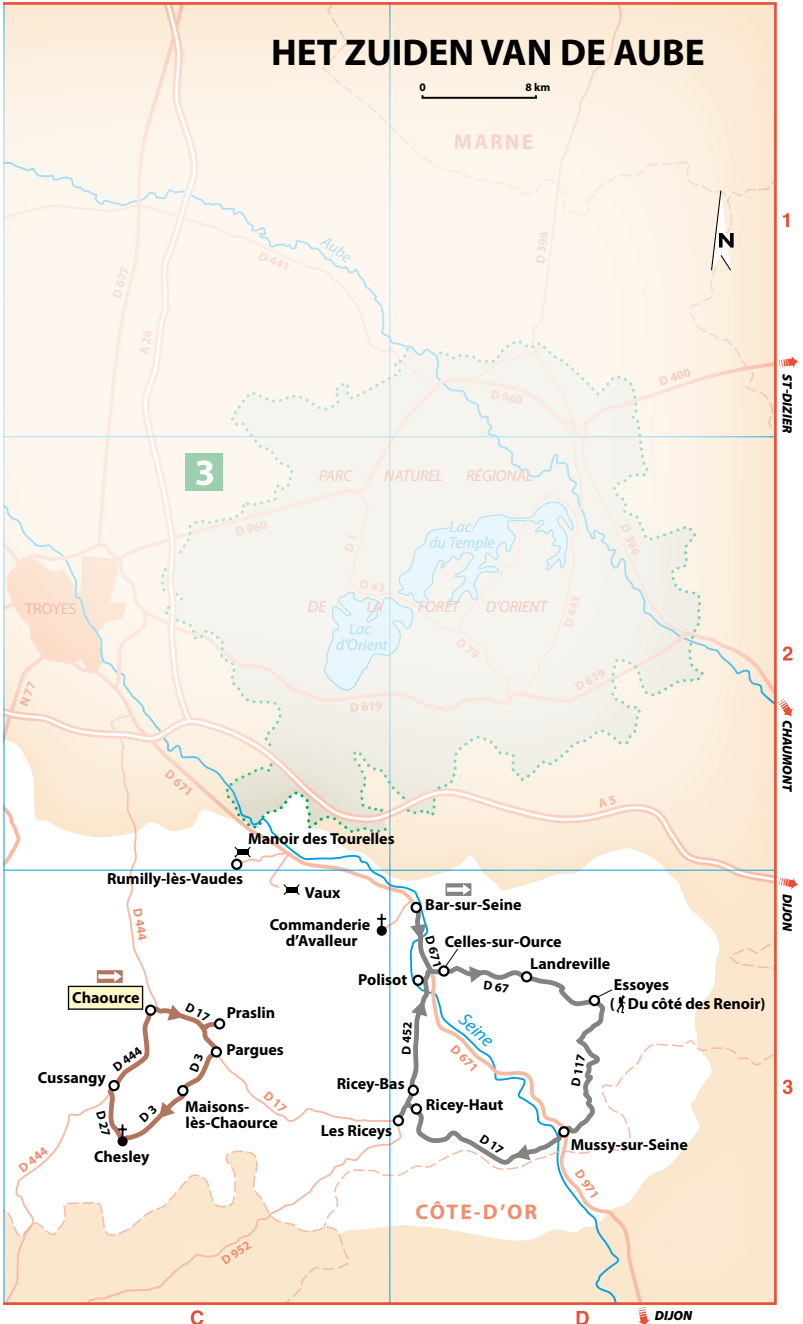 HET ZUIDEN VAN DE AUBE
0 8 km
MARNE
1
N
Aube
D 441
D 396
D 677
A 26
ST-DIZIER
D 400
D 960
3
PARC NATUREL RÉGIONAL
D 960
D 1
Lac
du Temple
D 396
D 43
TROYES
DE LA FORÊT D'ORIENT
D 443
Lac
d'Orient
D 79
2
N 77
D 619
D 619
CHAUMONT
D 671
A 5
Manoir des Tourelles
Rumilly-lès-Vaudes
Vaux
DIJON
Bar-sur-Seine
Commanderie
d'Avalleur
D 444
D 671
Celles-sur-Ource
Landreville
Polisot
D 67
Essoyes
(Du côté des Renoir)
Chaource
D 17
Praslin
Seine
D 452
D 671
Pargues
D 444
D 3
D 117
Cussangy
Ricey-Bas
3
Maisons-
lès-Chaource
D 17
Ricey-Haut
D 27
D 3
Les Riceys
D 17
Mussy-sur-Seine
Chesley
D 444
D 971
CÔTE-D'OR
D 952
C
D
DIJON